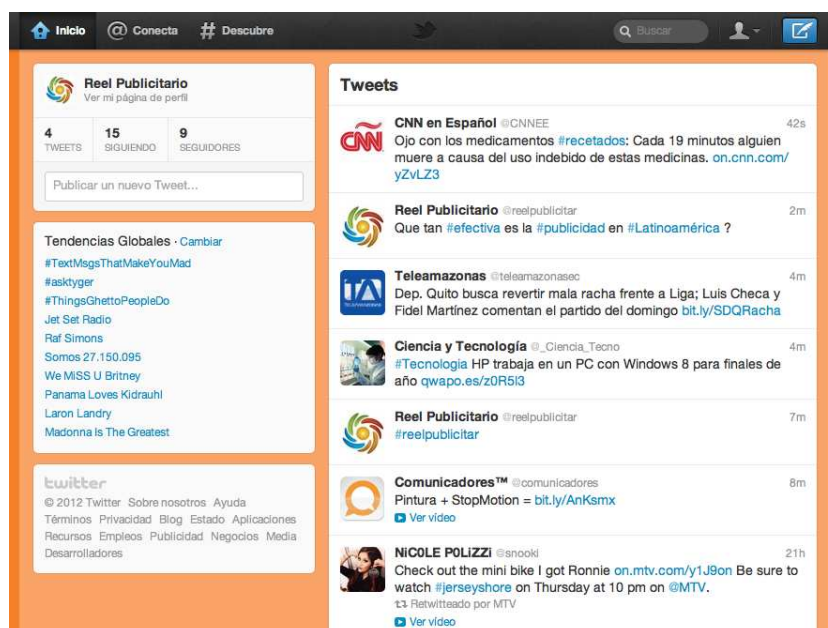 Inicio
Conecta
Descubre
Buscar
Reel Publicitario
Ver mi página de perfil
4 15 9
TWEETS SIGUIENDO SEGUIDORES
Publicar un nuevo Tweet...
Tendencias Globales · Cambiar
#TextMsgsThatMakeYouMad
#asktyger
#ThingsGhettoPeopleDo
Jet Set Radio
Raf Simons
Somos 27.150.095
We MiSS U Britney
Panama Loves Kidrauhl
Laron Landry
Madonna Is The Greatest
twitter
© 2012 Twitter Sobre nosotros Ayuda
Términos Privacidad Blog Estado Aplicaciones
Recursos Empleos Publicidad Negocios Media
Desarrolladores
Tweets
CNN
CNN en Español @CNNEE 42s
Ojo con los medicamentos #recetados: Cada 19 minutos alguien
muere a causa del uso indebido de estas medicinas. on.cnn.com/
yZvLZ3
Reel Publicitario @reelpublicitar 2m
Que tan #efectiva es la #publicidad en #Latinoamérica ?
Teleamazonas @teleamazonasec 4m
Dep. Quito busca revertir mala racha frente a Liga; Luis Checa y
Fidel Martínez comentan el partido del domingo bit.ly/SDQRacha
Ciencia y Tecnología @_Ciencia_Tecno 4m
#Tecnologia HP trabaja en un PC con Windows 8 para finales de
año qwapo.es/z0R5l3
Reel Publicitario @reelpublicitar 7m
#reelpublicitar
Comunicadores™ @comunicadores 8m
Pintura + StopMotion = bit.ly/AnKsmx
Ver vídeo
NiC0LE P0LiZZi @snooki 21h
Check out the mini bike I got Ronnie on.mtv.com/y1J9on Be sure to
watch #jerseyshore on Thursday at 10 pm on @MTV.
Retwitteado por MTV
Ver vídeo